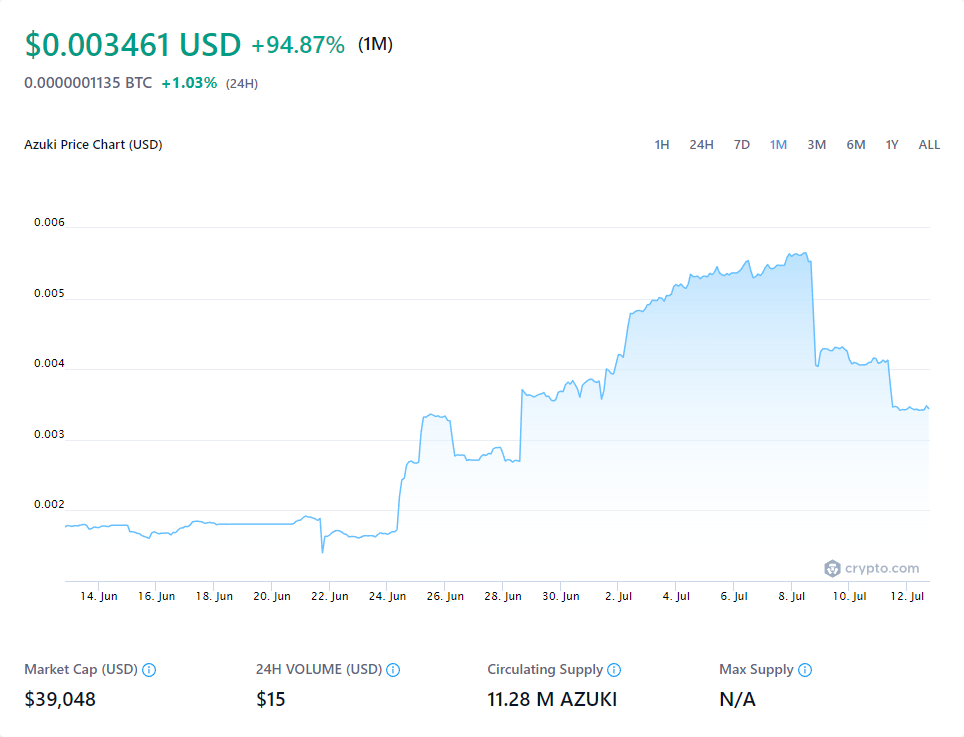 $0.003461 USD +94.87% (1M)
0.0000001135 BTC +1.03% (24H)
Azuki Price Chart (USD) 1H 24H 7D 1M 3M 6M 1Y ALL
0.006
0.005
0.004
0.003
0.002
crypto.com
14. Jun 16. Jun 18. Jun 20. Jun 22. Jun 24. Jun 26. Jun 28. Jun 30. Jun 2. Jul 4. Jul 6. Jul 8. Jul 10. Jul 12. Jul
Market Cap (USD) 24H VOLUME (USD) Circulating Supply Max Supply
$39,048 $15 11.28 M AZUKI N/A